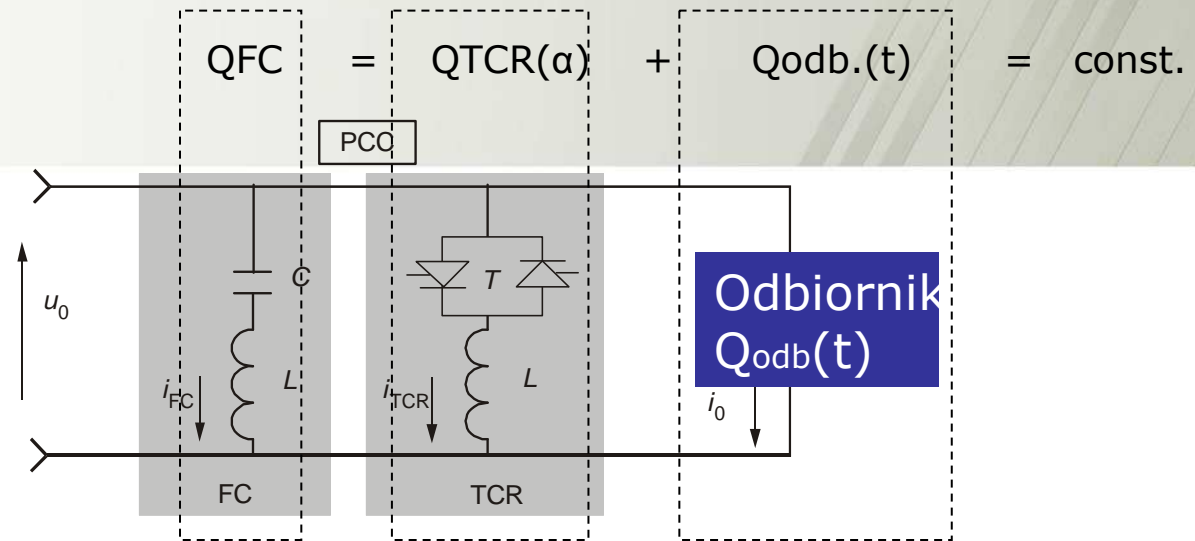 QFC = QTCR(α) + Qodb.(t) = const.
PCC
u0
C
T
Odbiornik
Qodb(t)
L
L
iFC
iTCR
i0
FC
TCR